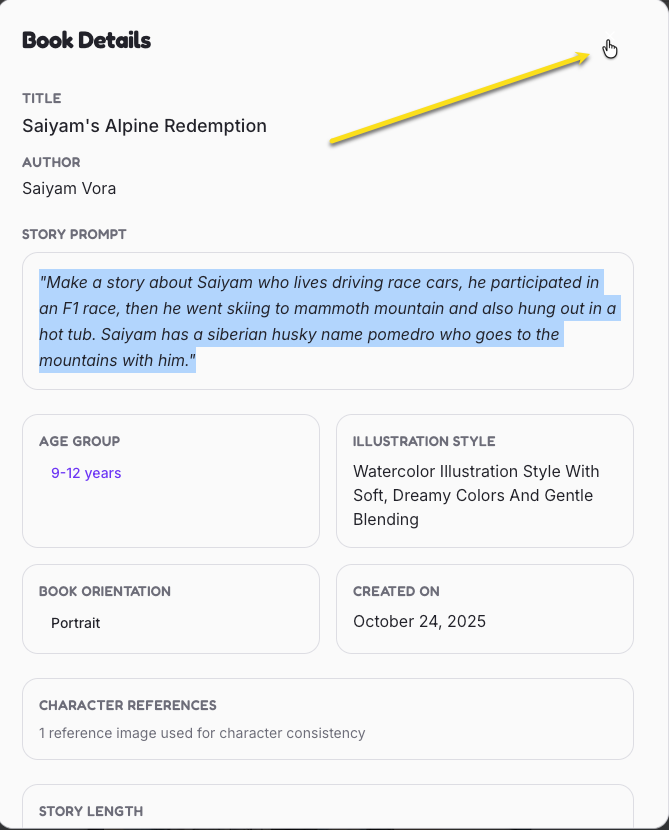 Book Details
TITLE
Saiyam's Alpine Redemption
AUTHOR
Saiyam Vora
STORY PROMPT
"Make a story about Saiyam who lives driving race cars, he participated in
an F1 race, then he went skiing to mammoth mountain and also hung out in a
hot tub. Saiyam has a siberian husky name pomedro who goes to the
mountains with him."
AGE GROUP
9-12 years
ILLUSTRATION STYLE
Watercolor Illustration Style With
Soft, Dreamy Colors And Gentle
Blending
BOOK ORIENTATION
Portrait
CREATED ON
October 24, 2025
CHARACTER REFERENCES
1 reference image used for character consistency
STORY LENGTH